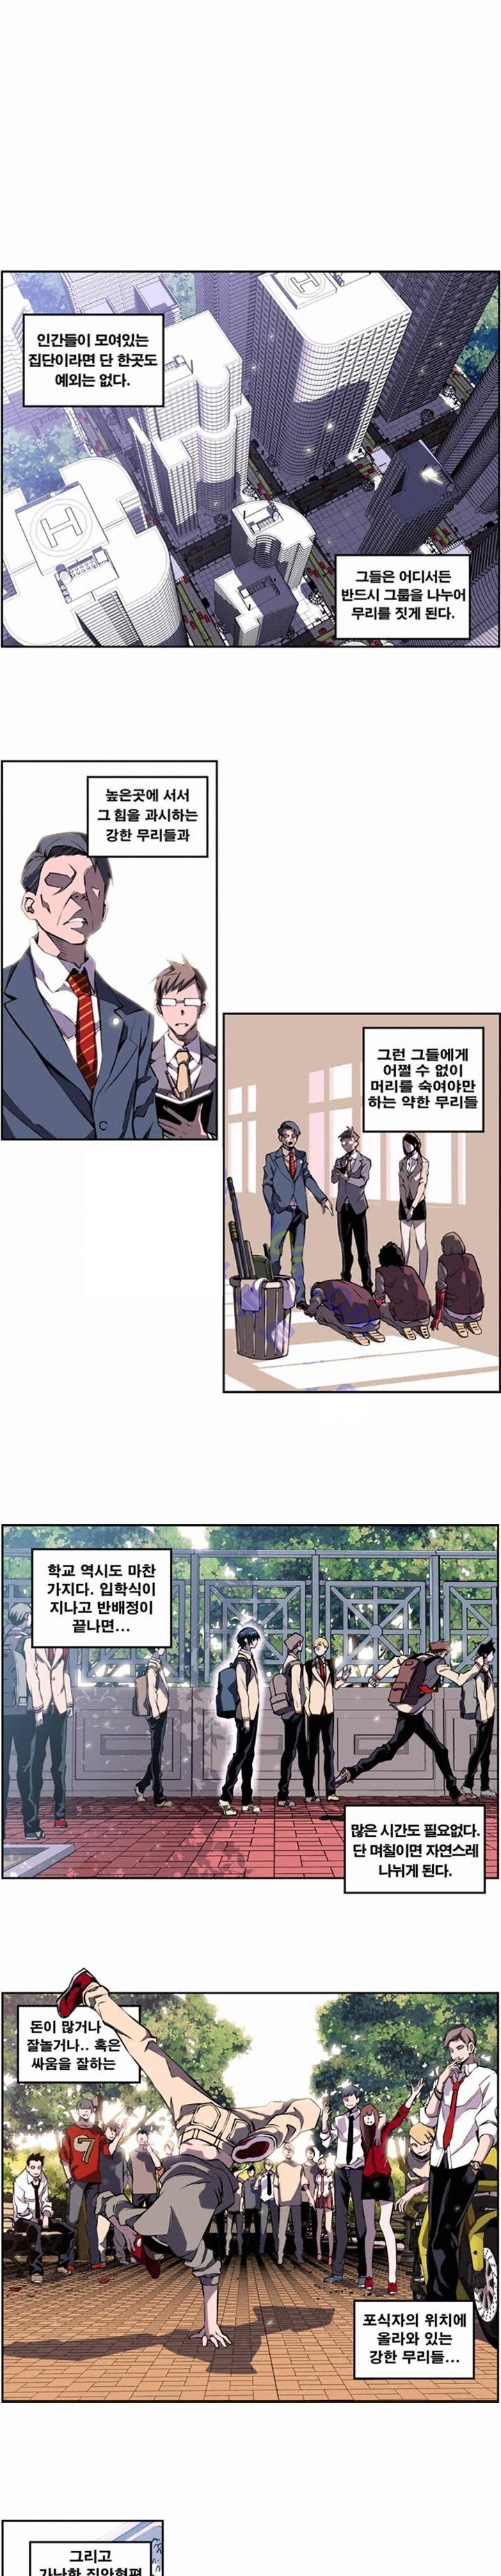 인간들이 모여있는
집단이라면 단 한곳도
예외는 없다.
그들은 어디서든
반드시 그룹을 나누어
무리를 짓게 된다.
높은곳에 서서
그 힘을 과시하는
강한 무리들과
그런 그들에게
어쩔 수 없이
머리를 숙여야만
하는 약한 무리들
학교 역시도 마찬
가지다. 입학식이
지나고 반배정이
끝나면...
많은 시간도 필요없다.
단 며칠이면 자연스레
나뉘게 된다.
돈이 많거나
잘놀거나.. 혹은
싸움을 잘하는
7
포식자의 위치에
올라와 있는
강한 무리들...
그리고
가난한 집안형편